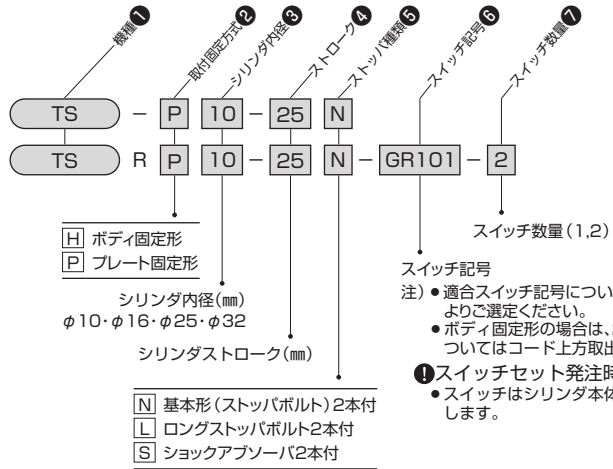 機種❶
取付固定方式❷
シリンダ内径❸
ストローク❹
ストッパ種類❺
スイッチ記号❻
スイッチ数量❼
TS － P 10 － 25 N
TS R P 10 － 25 N － GR101 － 2
H ボディ固定形
P プレート固定形
シリンダ内径(㎜)
φ10・φ16・φ25・φ32
シリンダストローク(㎜)
N 基本形(ストッパボルト)2本付
L ロングストッパボルト2本付
S ショックアブソーバ2本付
スイッチ数量(1,2)
スイッチ記号
注) ● 適合スイッチ記号につい
よりご選定ください。
● ボディ固定形の場合は、
ついてはコード上方取出
❗スイッチセット発注時
● スイッチはシリンダ本体
します。